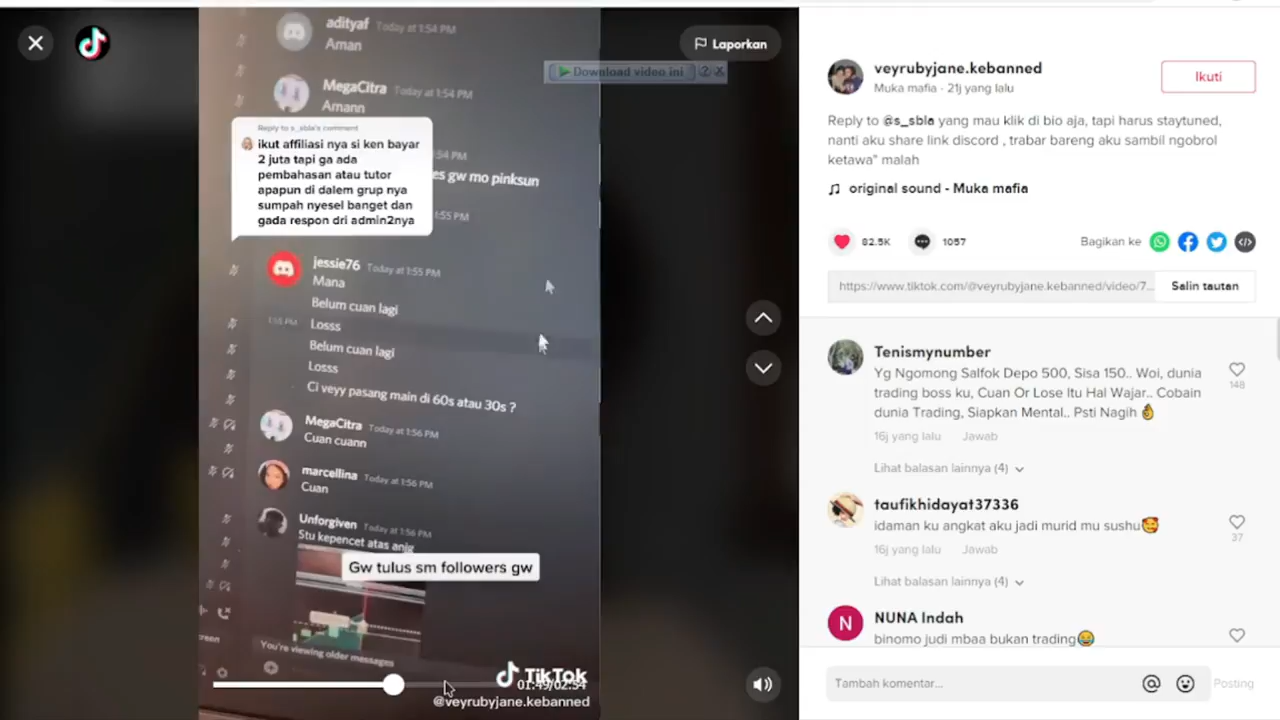 adityaf Today at 1:54 PM
Aman
MegaCitra Today at 1:54 PM
Amann
Reply to s_sbla's comment
ikut affiliasi nya si ken bayar
2 juta tapi ga ada
pembahasan atau tutor
apapun di dalem grup nya
sumpah nyesel banget dan
gada respon dri admin2nya
:54 PM
es gw mo pinksun
1:55 PM
jessie76 Today at 1:55 PM
Mana
Belum cuan lagi
1:55 PM Losss
Belum cuan lagi
Losss
Ci veyy pasang main di 60s atau 30s ?
MegaCitra Today at 1:56 PM
Cuan cuann
marcellina Today at 1:56 PM
Cuan
Unforgiven Today at 1:56 PM
Stu kepencet atas anjg
Gw tulus sm followers gw
You're viewing older messages
TikTok
01:49/02:54
@veyrubyjane.kebanned
Laporkan
Download video ini ? X
veyrubyjane.kebanned
Muka mafia · 21j yang lalu
Ikuti
Reply to @s_sbla yang mau klik di bio aja, tapi harus staytuned,
nanti aku share link discord , trabar bareng aku sambil ngobrol
ketawa" malah
♫ original sound - Muka mafia
82.5K 1057 Bagikan ke
https://www.tiktok.com/@veyrubyjane.kebanned/video/7... Salin tautan
Tenismynumber
Yg Ngomong Salfok Depo 500, Sisa 150.. Woi, dunia
trading boss ku, Cuan Or Lose Itu Hal Wajar.. Cobain
dunia Trading, Siapkan Mental.. Psti Nagih 👌
148
16j yang lalu Jawab
Lihat balasan lainnya (4)
taufikhidayat37336
idaman ku angkat aku jadi murid mu sushu🥰
37
16j yang lalu Jawab
Lihat balasan lainnya (4)
N
NUNA Indah
binomo judi mbaa bukan trading😂
Tambah komentar... @ Posting